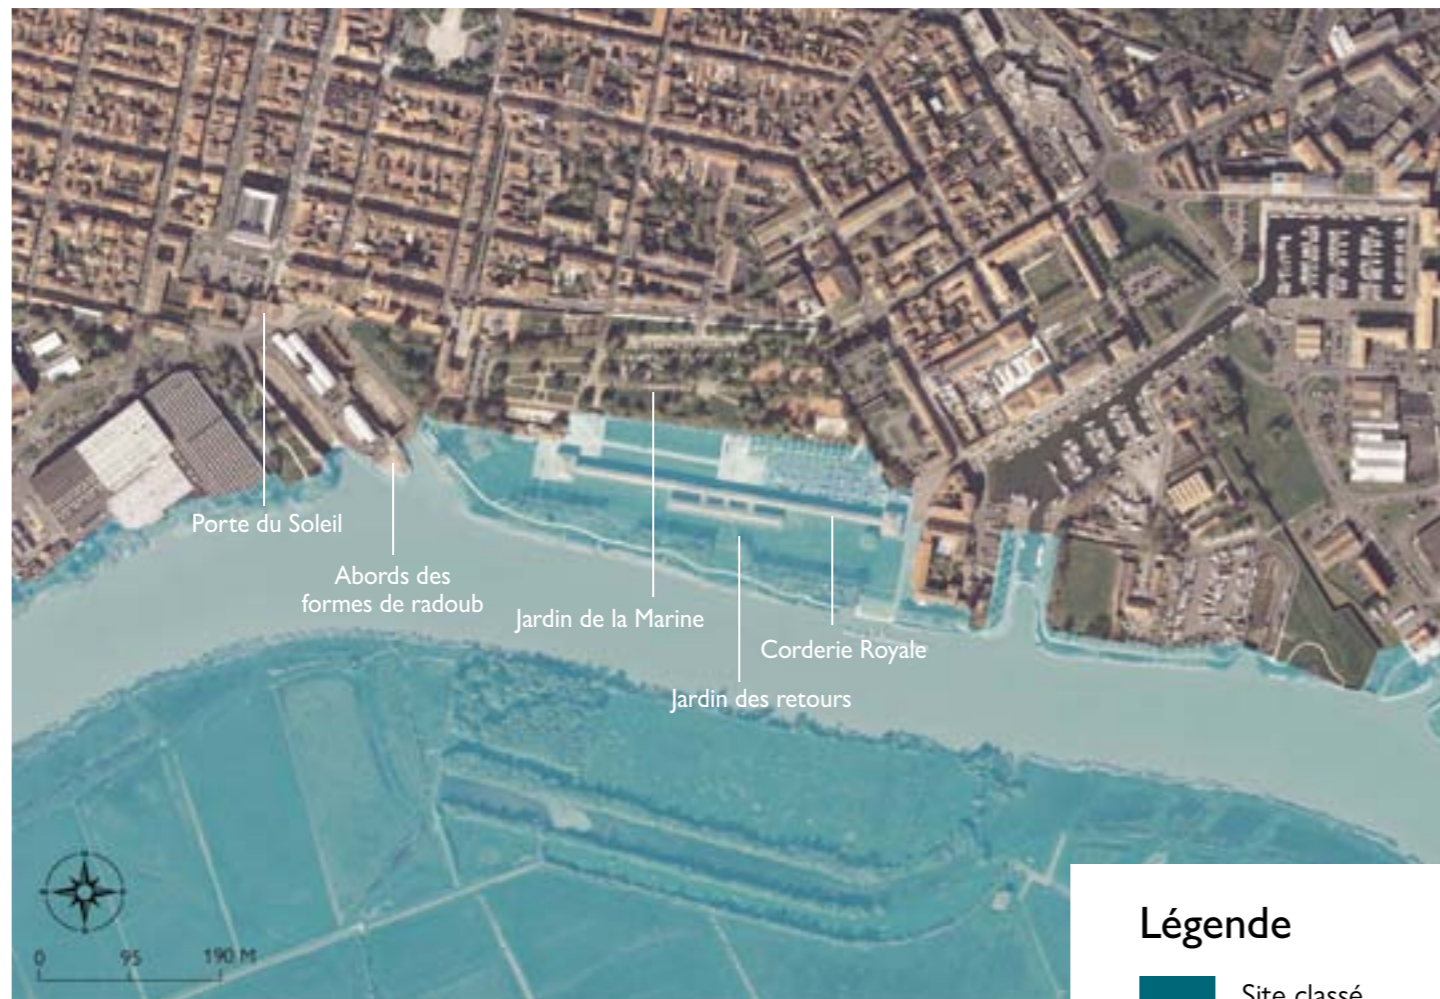 Porte du Soleil
Abords des
formes de radoub
Jardin de la Marine
Corderie Royale
Jardin des retours
0 95 190 M
Légende
Site classé